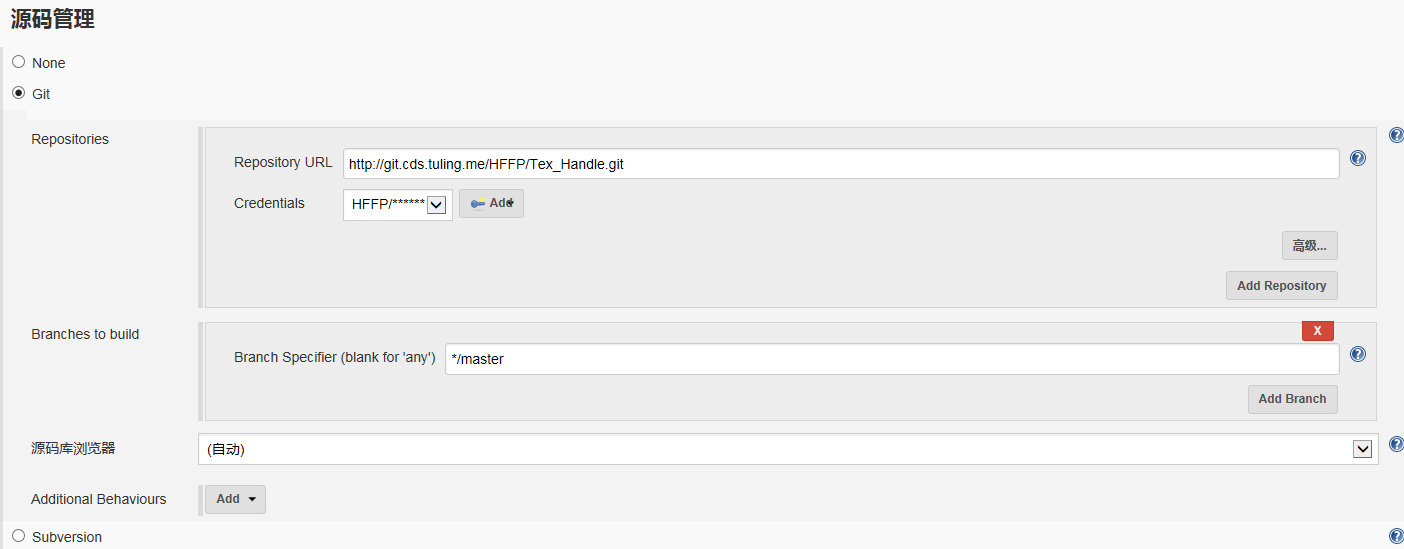 源码管理
None
Git
Repositories
Repository URL http://git.cds.tuling.me/HFFP/Tex_Handle.git
Credentials HFFP/****** Add
高级...
Add Repository
Branches to build
X
Branch Specifier (blank for 'any') */master
Add Branch
源码库浏览器 (自动)
Additional Behaviours Add
Subversion